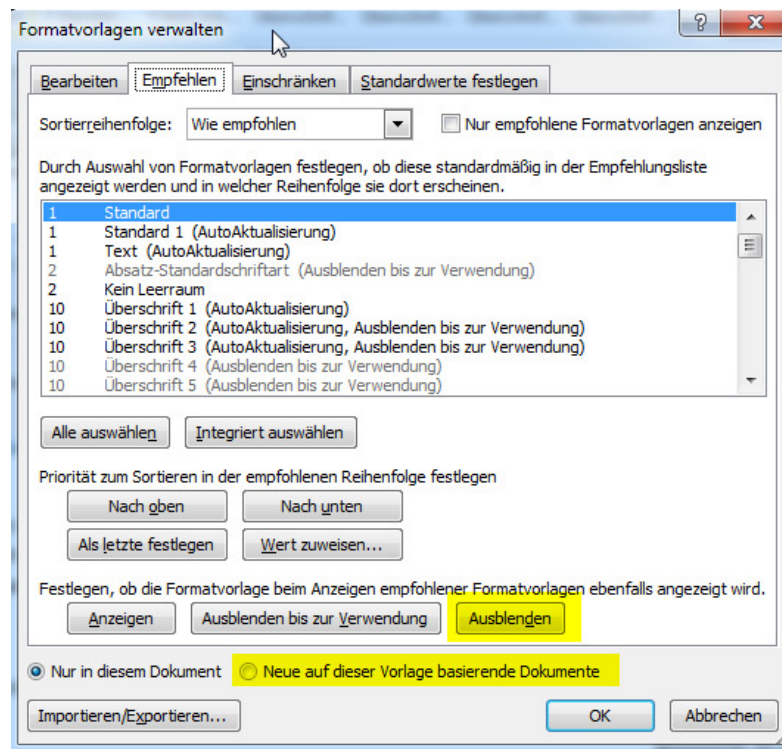 Formatvorlagen verwalten
Bearbeiten Empfehlen Einschränken Standardwerte festlegen
Sortierreihenfolge: Wie empfohlen Nur empfohlene Formatvorlagen anzeigen
Durch Auswahl von Formatvorlagen festlegen, ob diese standardmäßig in der Empfehlungsliste
angezeigt werden und in welcher Reihenfolge sie dort erscheinen.
1 Standard
1 Standard 1 (AutoAktualisierung)
1 Text (AutoAktualisierung)
2 Absatz-Standardschriftart (Ausblenden bis zur Verwendung)
2 Kein Leerraum
10 Überschrift 1 (AutoAktualisierung)
10 Überschrift 2 (AutoAktualisierung, Ausblenden bis zur Verwendung)
10 Überschrift 3 (AutoAktualisierung, Ausblenden bis zur Verwendung)
10 Überschrift 4 (Ausblenden bis zur Verwendung)
10 Überschrift 5 (Ausblenden bis zur Verwendung)
Alle auswählen Integriert auswählen
Priorität zum Sortieren in der empfohlenen Reihenfolge festlegen
Nach oben Nach unten
Als letzte festlegen Wert zuweisen...
Festlegen, ob die Formatvorlage beim Anzeigen empfohlener Formatvorlagen ebenfalls angezeigt wird.
Anzeigen Ausblenden bis zur Verwendung Ausblenden
Nur in diesem Dokument Neue auf dieser Vorlage basierende Dokumente
Importieren/Exportieren... OK Abbrechen